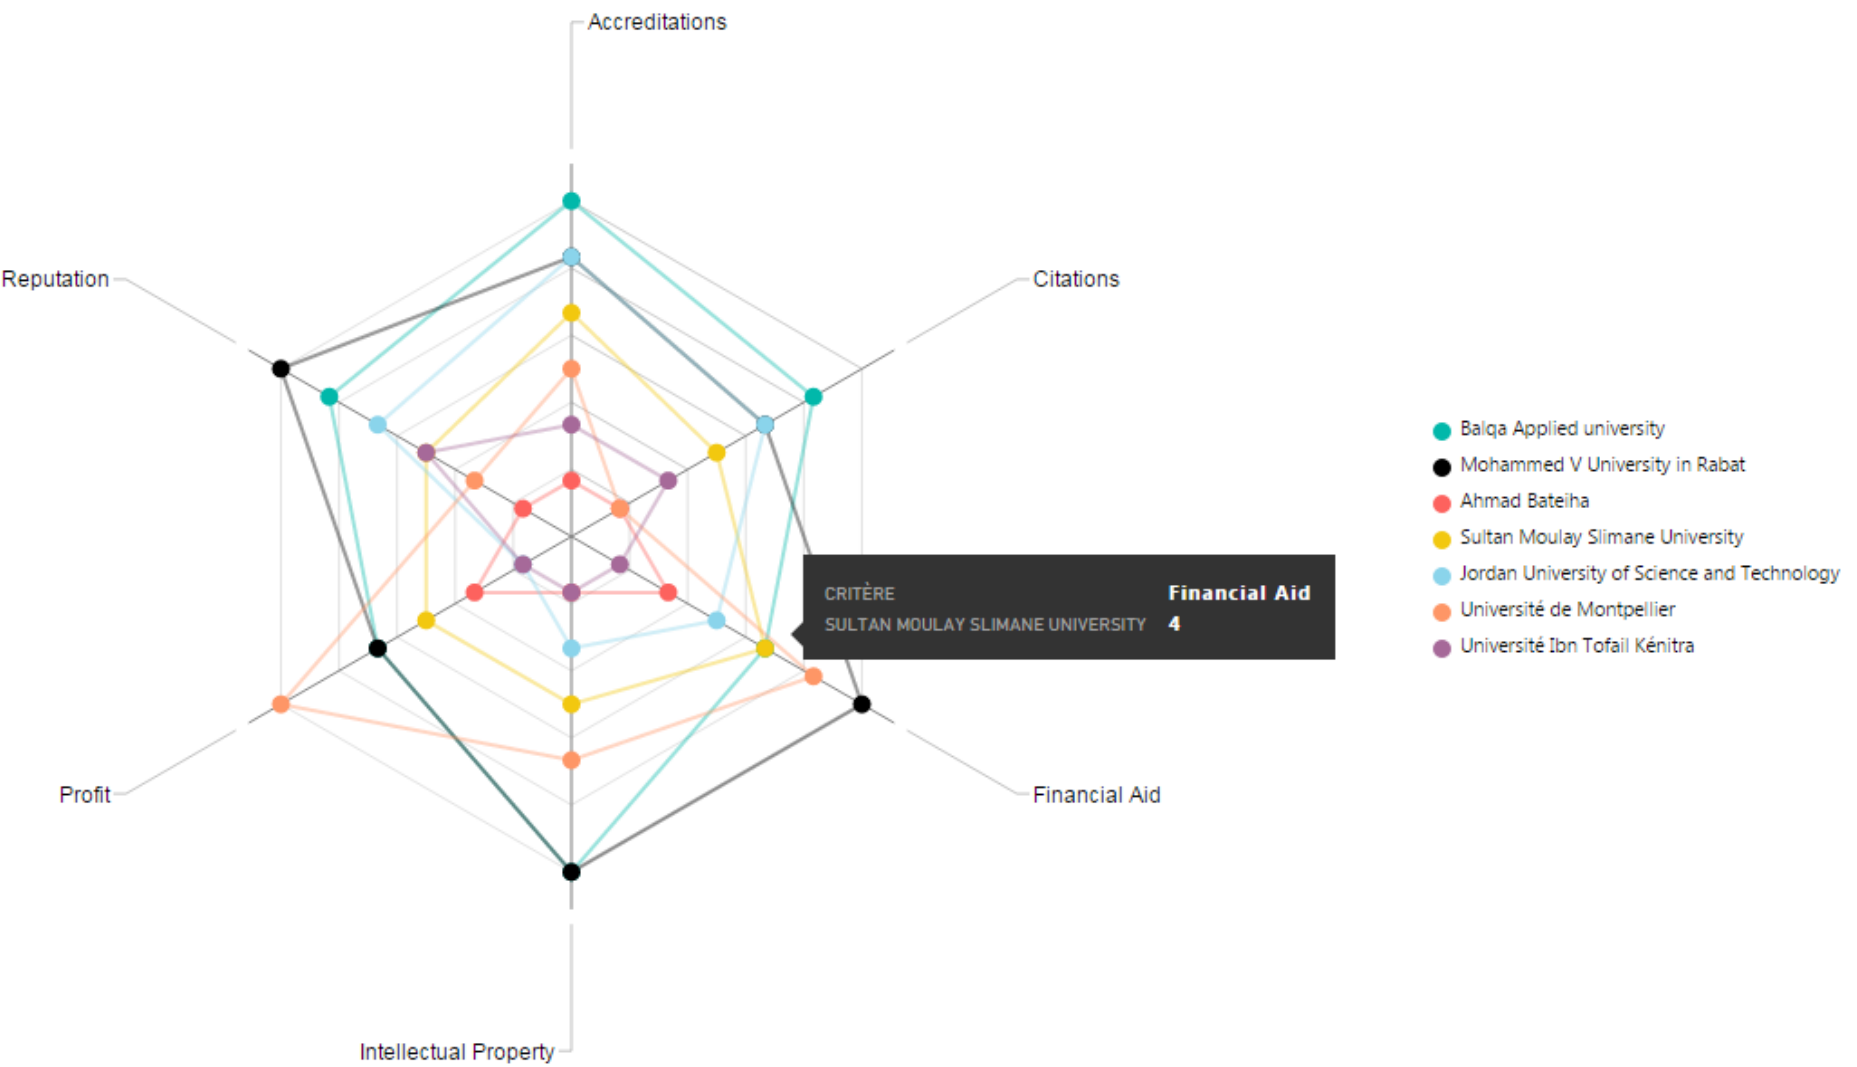 Accreditations
Reputation
Citations
Balqa Applied university
Mohammed V University in Rabat
Ahmad Bateiha
Sultan Moulay Slimane University
Jordan University of Science and Technology
Université de Montpellier
Université Ibn Tofail Kénitra
CRITÈRE Financial Aid
SULTAN MOULAY SLIMANE UNIVERSITY 4
Profit
Financial Aid
Intellectual Property